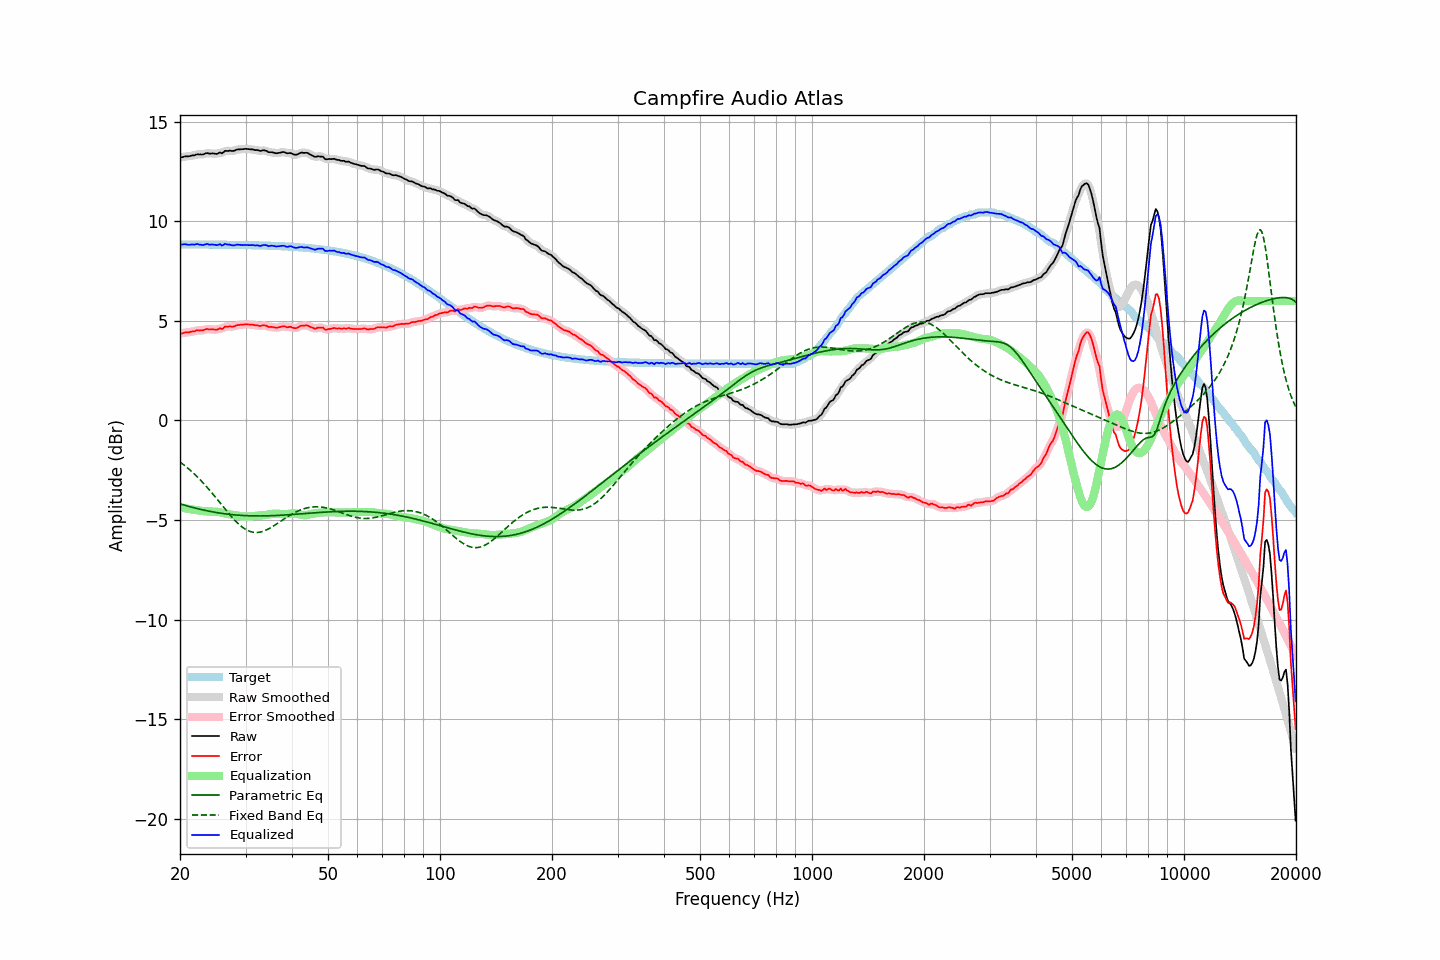 Campfire Audio Atlas
15
10
5
0
−5
−10
−15
−20
Amplitude (dBr)
Target
Raw Smoothed
Error Smoothed
Raw
Error
Equalization
Parametric Eq
Fixed Band Eq
Equalized
20 50 100 200 500 1000 2000 5000 10000 20000
Frequency (Hz)